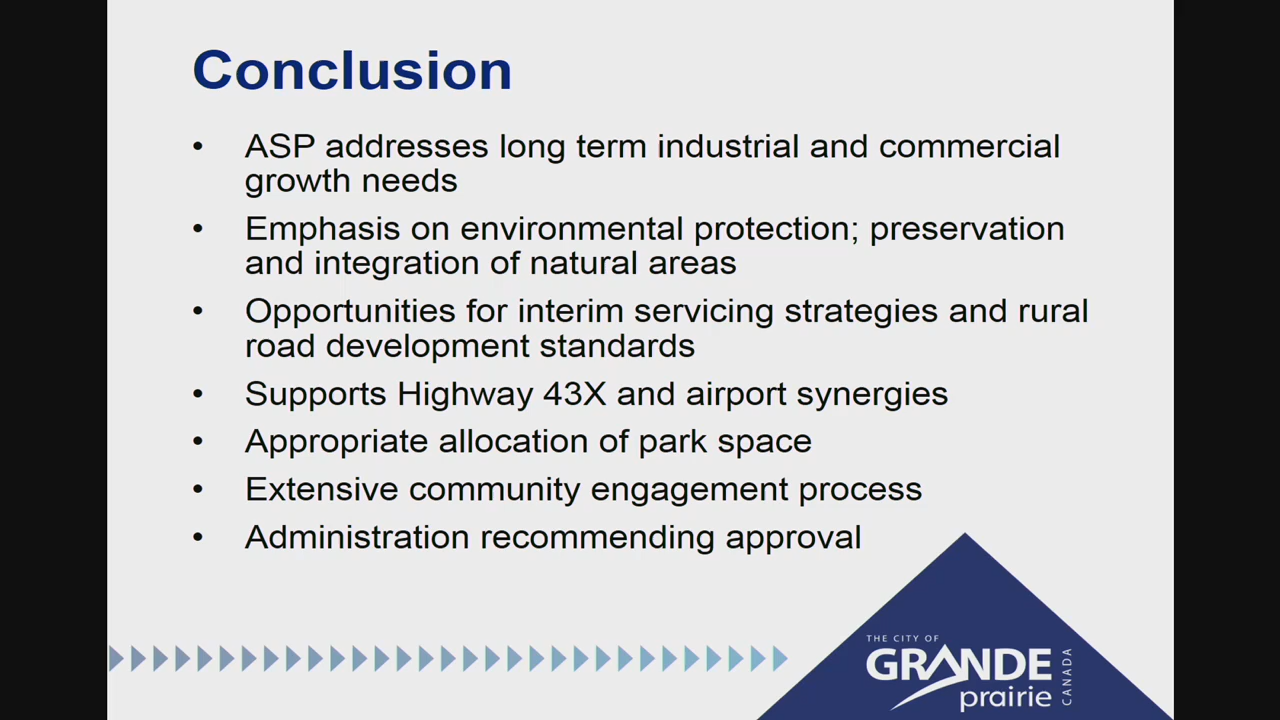 Conclusion
• ASP addresses long term industrial and commercial
growth needs
• Emphasis on environmental protection; preservation
and integration of natural areas
• Opportunities for interim servicing strategies and rural
road development standards
• Supports Highway 43X and airport synergies
• Appropriate allocation of park space
• Extensive community engagement process
• Administration recommending approval
THE CITY OF
GRANDE
prairie
CANADA